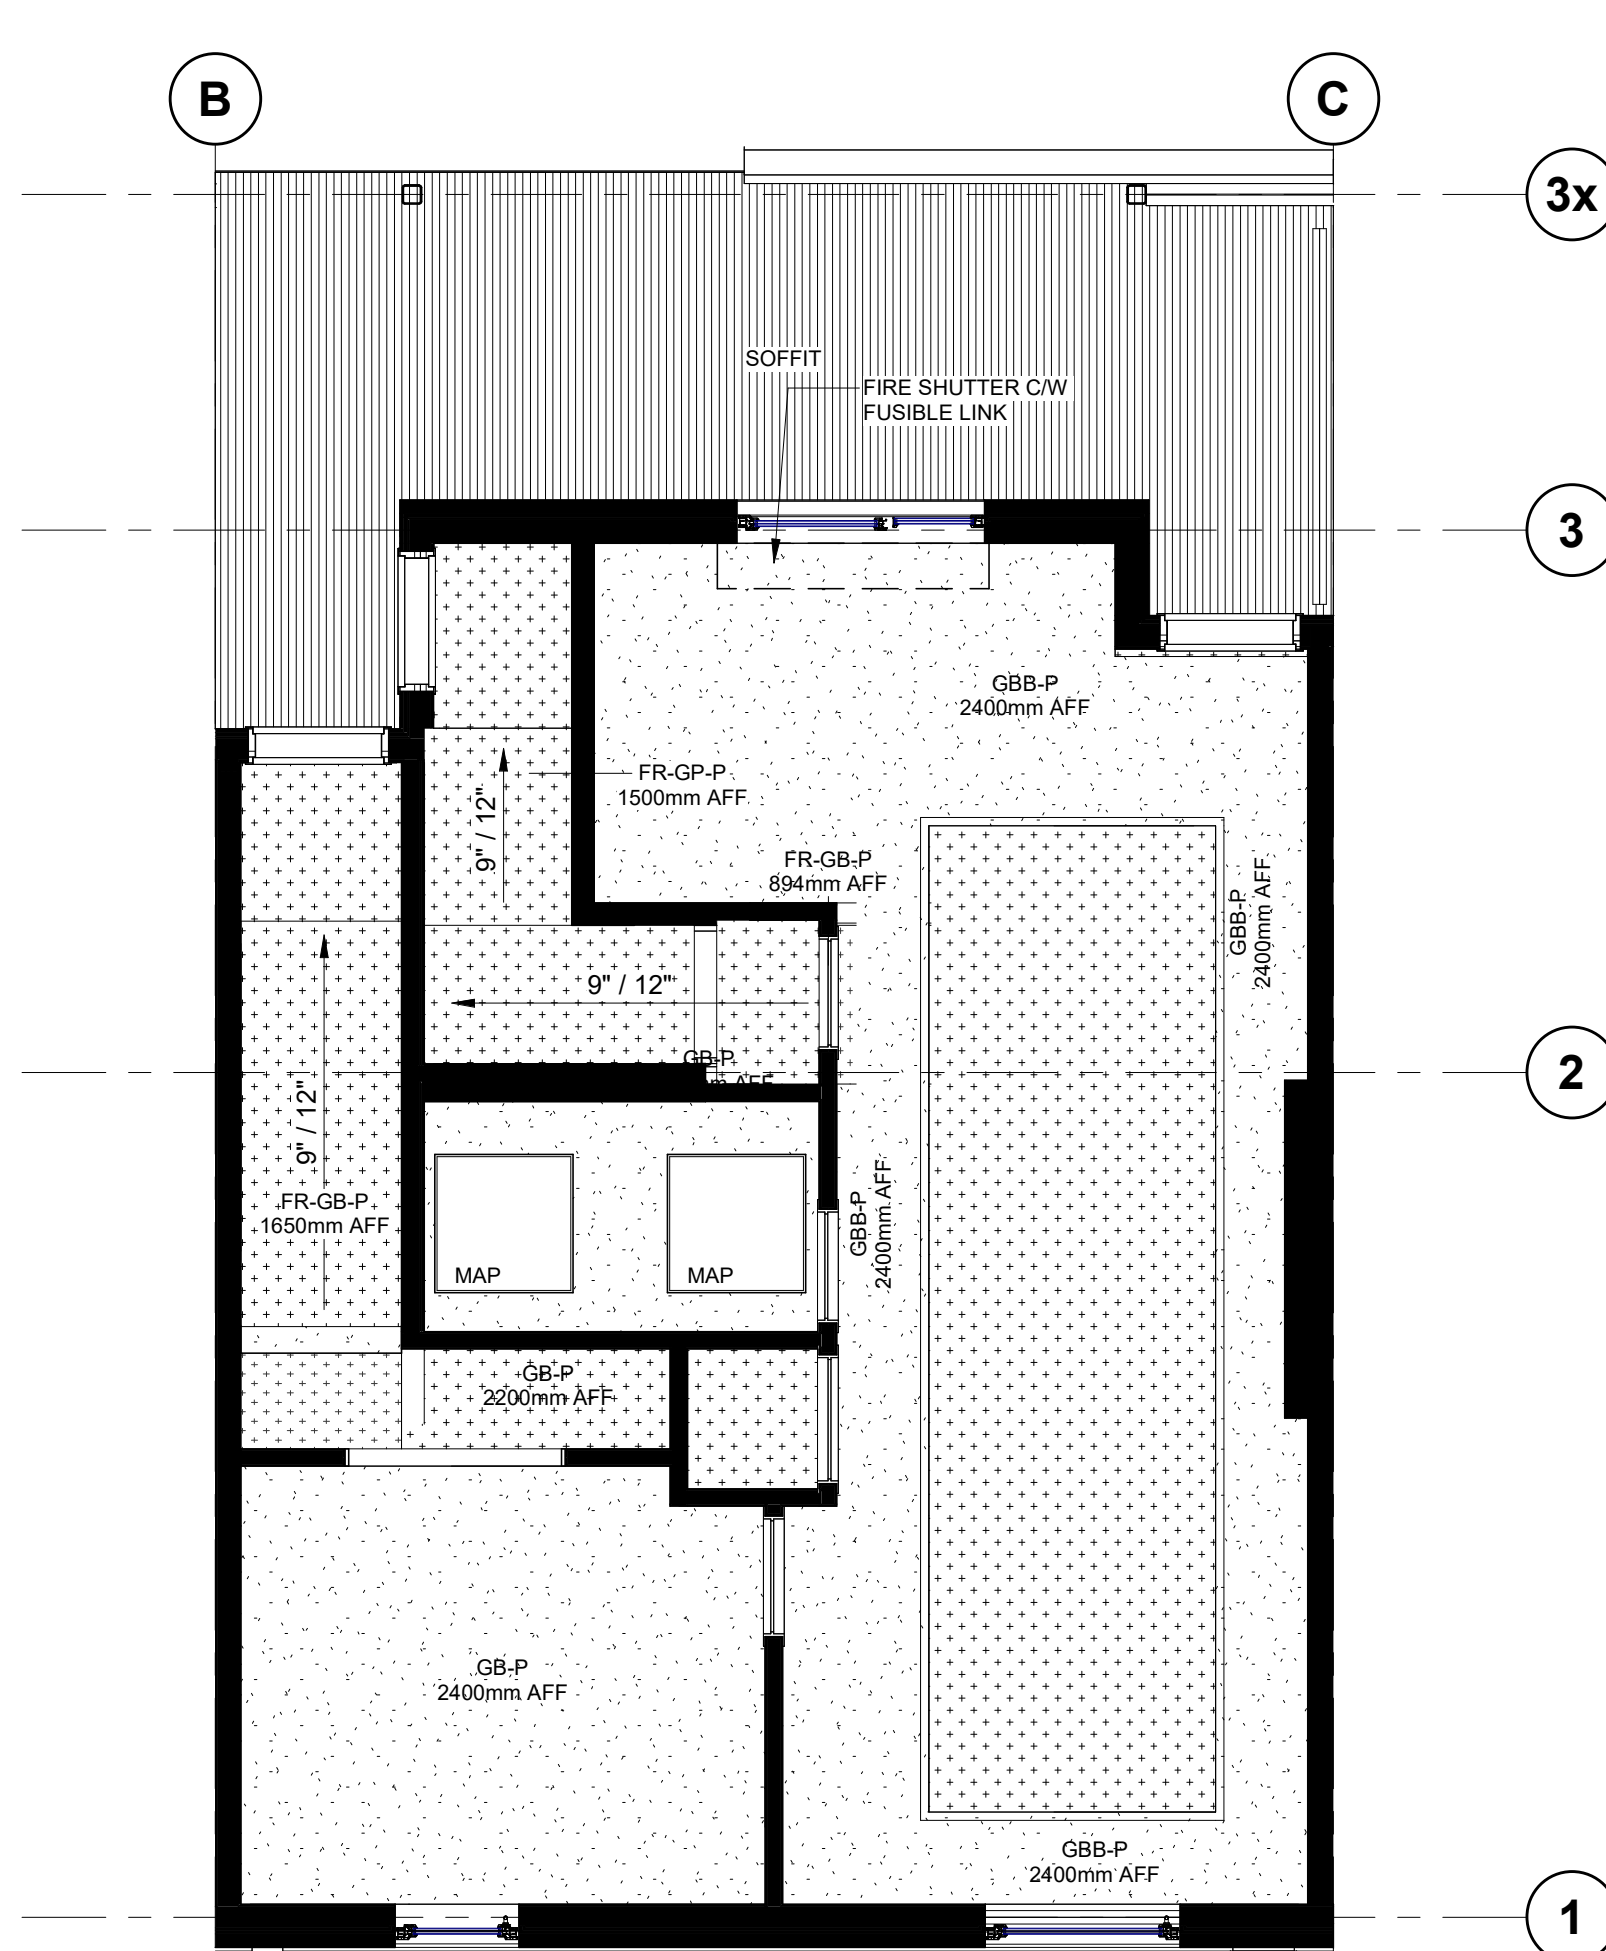 B
C
3x
SOFFIT
FIRE SHUTTER C/W
FUSIBLE LINK
3
GBB-P
2400mm AFF
FR-GP-P
1500mm AFF
9" / 12"
FR-GB-P
894mm AFF
GBB-P
2400mm AFF
9" / 12"
GB-P
AFF
2
9" / 12"
FR-GB-P
1650mm AFF
MAP
MAP
GBB-P
2400mm AFF
GB-P
2200mm AFF
GB-P
2400mm AFF
GBB-P
2400mm AFF
1